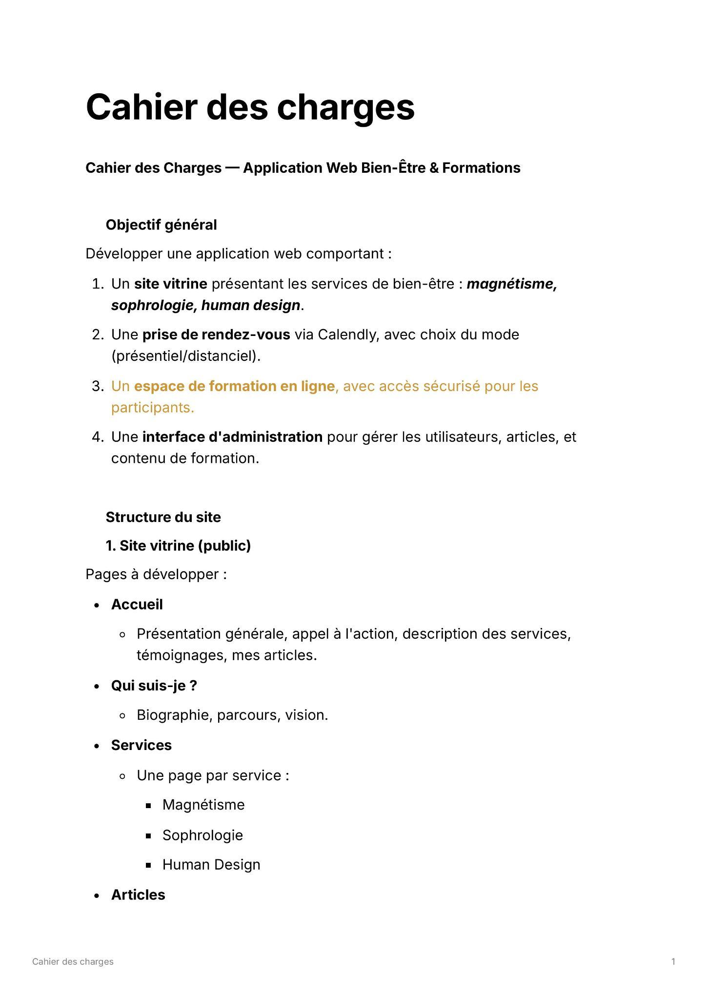 Cahier des charges
Cahier des Charges — Application Web Bien-Être & Formations
Objectif général
Développer une application web comportant :
1. Un site vitrine présentant les services de bien-être : magnétisme,
sophrologie, human design.
2. Une prise de rendez-vous via Calendly, avec choix du mode
(présentiel/distanciel).
3. Un espace de formation en ligne, avec accès sécurisé pour les
participants.
4. Une interface d'administration pour gérer les utilisateurs, articles, et
contenu de formation.
Structure du site
1. Site vitrine (public)
Pages à développer :
• Accueil
◦ Présentation générale, appel à l'action, description des services,
témoignages, mes articles.
• Qui suis-je ?
◦ Biographie, parcours, vision.
• Services
◦ Une page par service :
▪ Magnétisme
▪ Sophrologie
▪ Human Design
• Articles
Cahier des charges 1